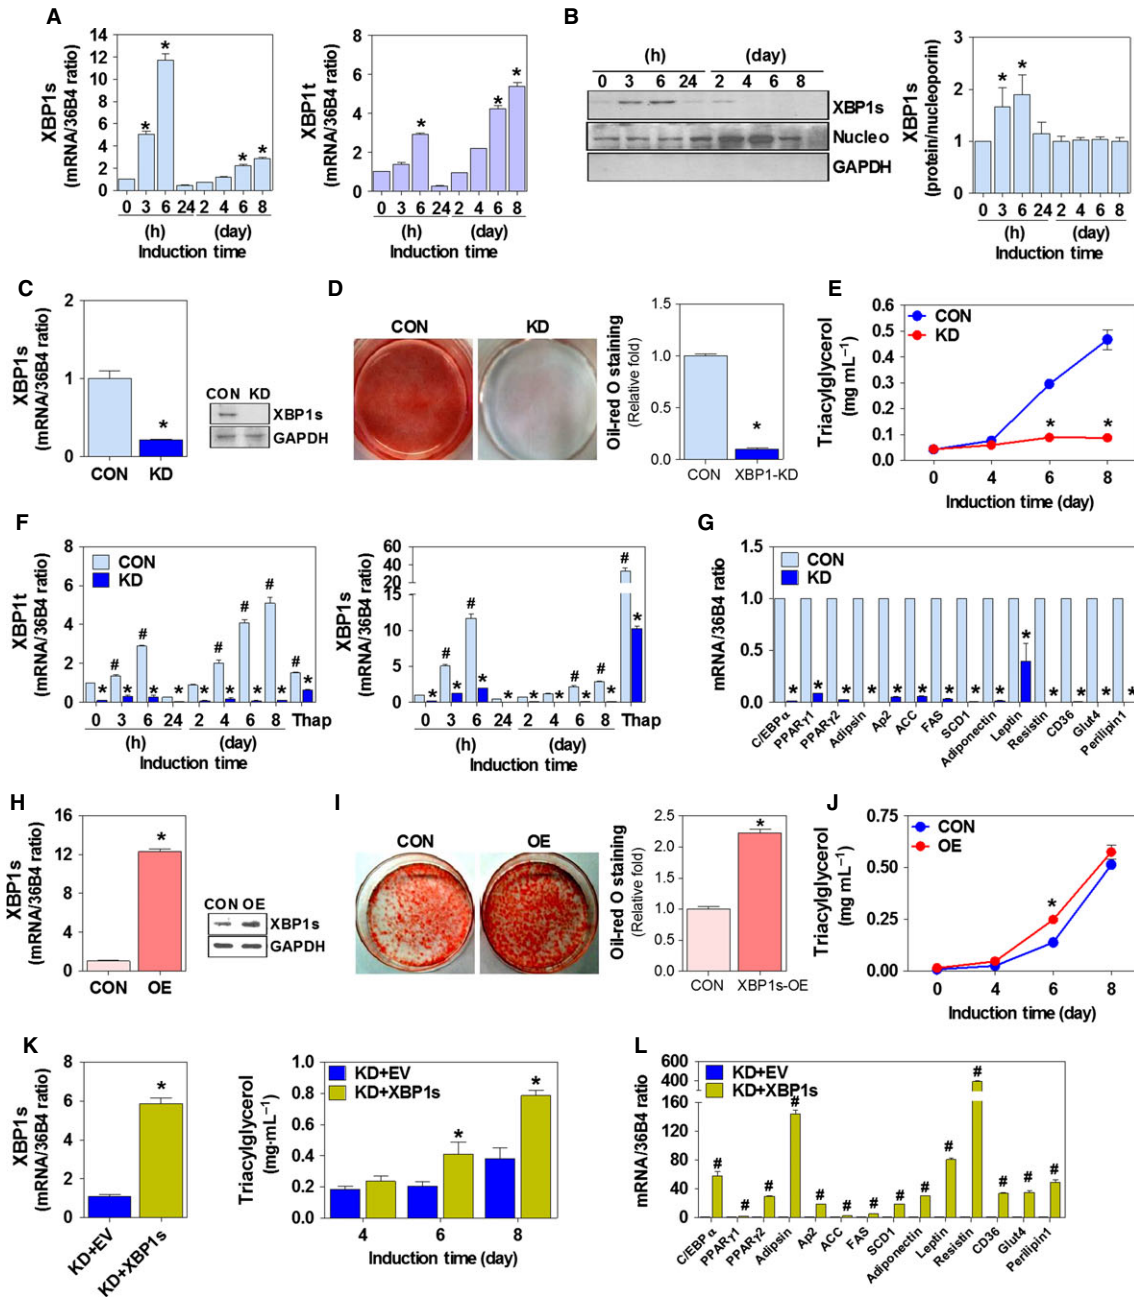 A
XBP1s
(mRNA/36B4 ratio)
14
12
10
8
6
4
2
0
* * * *
0 3 6 24 2 4 6 8
(h) (day)
Induction time
XBP1t
(mRNA/36B4 ratio)
8
6
4
2
0
* * *
0 3 6 24 2 4 6 8
(h) (day)
Induction time
B
(h) (day)
0 3 6 24 2 4 6 8
XBP1s
Nucleo
GAPDH
XBP1s
(protein/nucleoporin)
3
2
1
0
* *
0 3 6 24 2 4 6 8
(h) (day)
Induction time
C
XBP1s
(mRNA/36B4 ratio)
2
1
0
*
CON KD
CON KD
XBP1s
GAPDH
D
CON KD
Oil-red O staining
(Relative fold)
1.5
1.0
0.5
0.0
*
CON XBP1-KD
E
Triacylglycerol
(mg mL−1)
0.6
0.5
0.4
0.3
0.2
0.1
0.0
CON
KD
* *
0 4 6 8
Induction time (day)
F
XBP1t
(mRNA/36B4 ratio)
8
6
4
2
0
CON
KD
# # # # # #
* * * * * * * * *
0 3 6 24 2 4 6 8 Thap
(h) (day)
Induction time
XBP1s
(mRNA/36B4 ratio)
60
40
20
15
10
5
0
# # # # #
* * * * * * * * *
0 3 6 24 2 4 6 8 Thap
(h) (day)
Induction time
G
mRNA/36B4 ratio
1.5
1.0
0.5
0.0
CON
KD
* * * * * * * * * * * * * *
C/EBPα PPARγ1 PPARγ2 Adipsin Ap2 ACC FAS SCD1 Adiponectin Leptin Resistin CD36 Glut4 Perilipin1
H
XBP1s
(mRNA/36B4 ratio)
16
12
8
4
0
*
CON OE
CON OE
XBP1s
GAPDH
I
CON OE
Oil-red O staining
(Relative fold)
2.5
2.0
1.5
1.0
0.5
0.0
*
CON XBP1s-OE
J
Triacylglycerol
(mg mL−1)
0.75
0.50
0.25
0.00
CON
OE
*
0 4 6 8
Induction time (day)
K
XBP1s
(mRNA/36B4 ratio)
8
6
4
2
0
*
KD+EV KD+XBP1s
Triacylglycerol
(mg·mL−1)
1.0
0.8
0.6
0.4
0.2
0.0
KD+EV
KD+XBP1s
* *
4 6 8
Induction time (day)
L
mRNA/36B4 ratio
600
400
200
160
120
80
40
0
KD+EV
KD+XBP1s
# # # # # # # # # # # # # #
C/EBPα PPARγ1 PPARγ2 Adipsin Ap2 ACC FAS SCD1 Adiponectin Leptin Resistin CD36 Glut4 Perilipin1